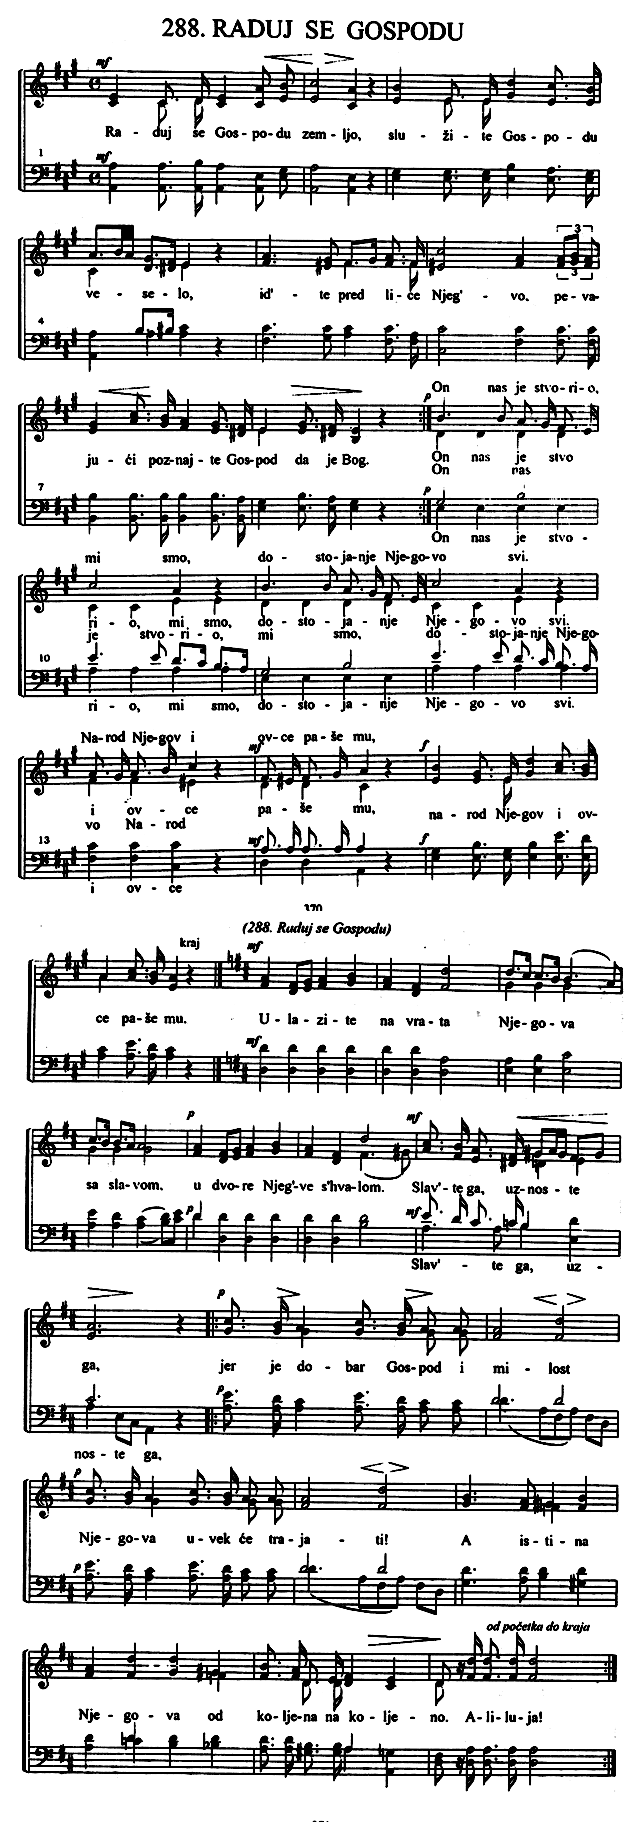 288. RADUJ SE GOSPODU
mf
Ra - duj se Gos - po - du zem - ljo, slu - ži - te Gos - po - du
1
mf
3
ve - se - lo, id' - te pred li - ce Njeg' - vo, pe - va-
3
4
On nas je stvo - ri - o,
p
ju - ći poz-naj - te Gos - pod da je Bog. On nas je stvo
On nas
7
p
On nas je stvo -
mi smo, do - sto-ja-nje Nje-go-vo svi.
ri - o, mi smo, do - sto - ja - nje Nje - go - vo svi.
je stvo - ri - o, mi smo, do - sto-ja-nje Nje-go-
10
ri - o, mi smo, do - sto - ja - nje Nje - go - vo svi.
Na-rod Nje-gov i ov-ce pa-še mu,
mf f
i ov - ce pa - še mu, na - rod Nje-gov i ov-
vo Na - rod
13
mf f
i ov - ce
370
(288. Raduj se Gospodu)
kraj mf
ce pa-še mu. U - la - zi - te na vra - ta Nje - go - va
mf
p mf
sa sla-vom, u dvo-re Njeg'-ve s'hva-lom. Slav'-te ga, uz-nos - te
p mf
Slav' - te ga, uz -
p
ga, jer je do-bar Gos-pod i mi-lost
p
nos - te ga,
p
Nje - go-va u - vek će tra - ja - ti! A is - ti - na
p
od početka do kraja
Nje - go - va od ko-lje-na na ko - lje - no. A-li-lu-ja!